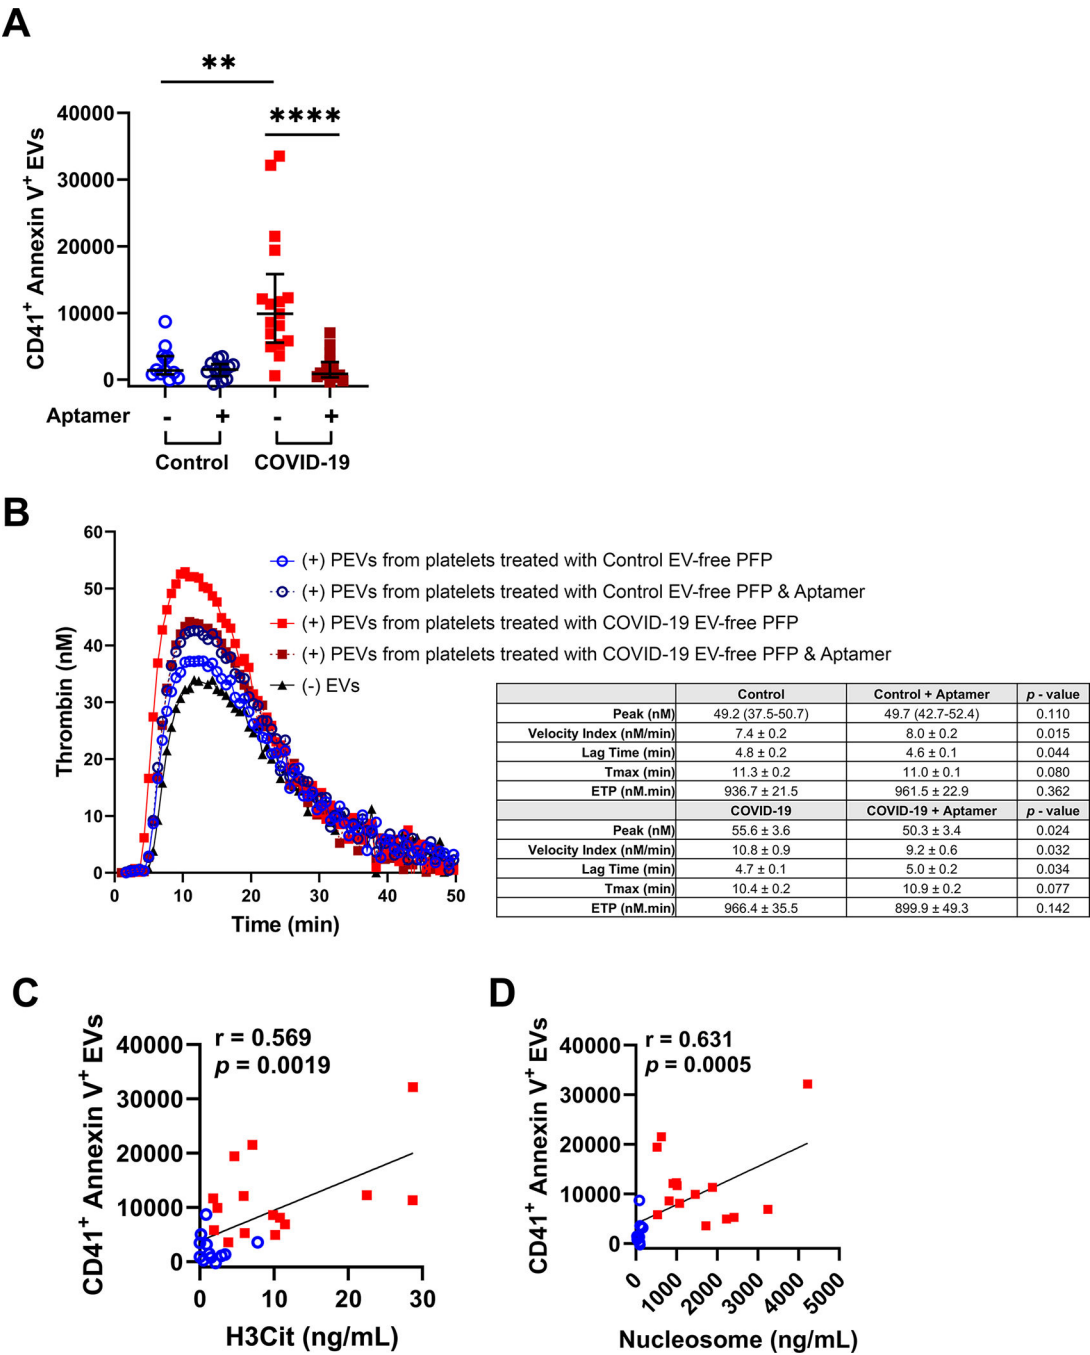 A
**
****
CD41+ Annexin V+ EVs
40000
30000
20000
10000
0
Aptamer - + - +
Control COVID-19
B
Thrombin (nM)
60
50
40
30
20
10
0
0 10 20 30 40 50
Time (min)
(+) PEVs from platelets treated with Control EV-free PFP
(+) PEVs from platelets treated with Control EV-free PFP & Aptamer
(+) PEVs from platelets treated with COVID-19 EV-free PFP
(+) PEVs from platelets treated with COVID-19 EV-free PFP & Aptamer
(-) EVs
Control Control + Aptamer p - value
Peak (nM) 49.2 (37.5-50.7) 49.7 (42.7-52.4) 0.110
Velocity Index (nM/min) 7.4 ± 0.2 8.0 ± 0.2 0.015
Lag Time (min) 4.8 ± 0.2 4.6 ± 0.1 0.044
Tmax (min) 11.3 ± 0.2 11.0 ± 0.1 0.080
ETP (nM.min) 936.7 ± 21.5 961.5 ± 22.9 0.362
COVID-19 COVID-19 + Aptamer p - value
Peak (nM) 55.6 ± 3.6 50.3 ± 3.4 0.024
Velocity Index (nM/min) 10.8 ± 0.9 9.2 ± 0.6 0.032
Lag Time (min) 4.7 ± 0.1 5.0 ± 0.2 0.034
Tmax (min) 10.4 ± 0.2 10.9 ± 0.2 0.077
ETP (nM.min) 966.4 ± 35.5 899.9 ± 49.3 0.142
C
r = 0.569
p = 0.0019
CD41+ Annexin V+ EVs
40000
30000
20000
10000
0
0 10 20 30
H3Cit (ng/mL)
D
r = 0.631
p = 0.0005
CD41+ Annexin V+ EVs
40000
30000
20000
10000
0
0 1000 2000 3000 4000 5000
Nucleosome (ng/mL)